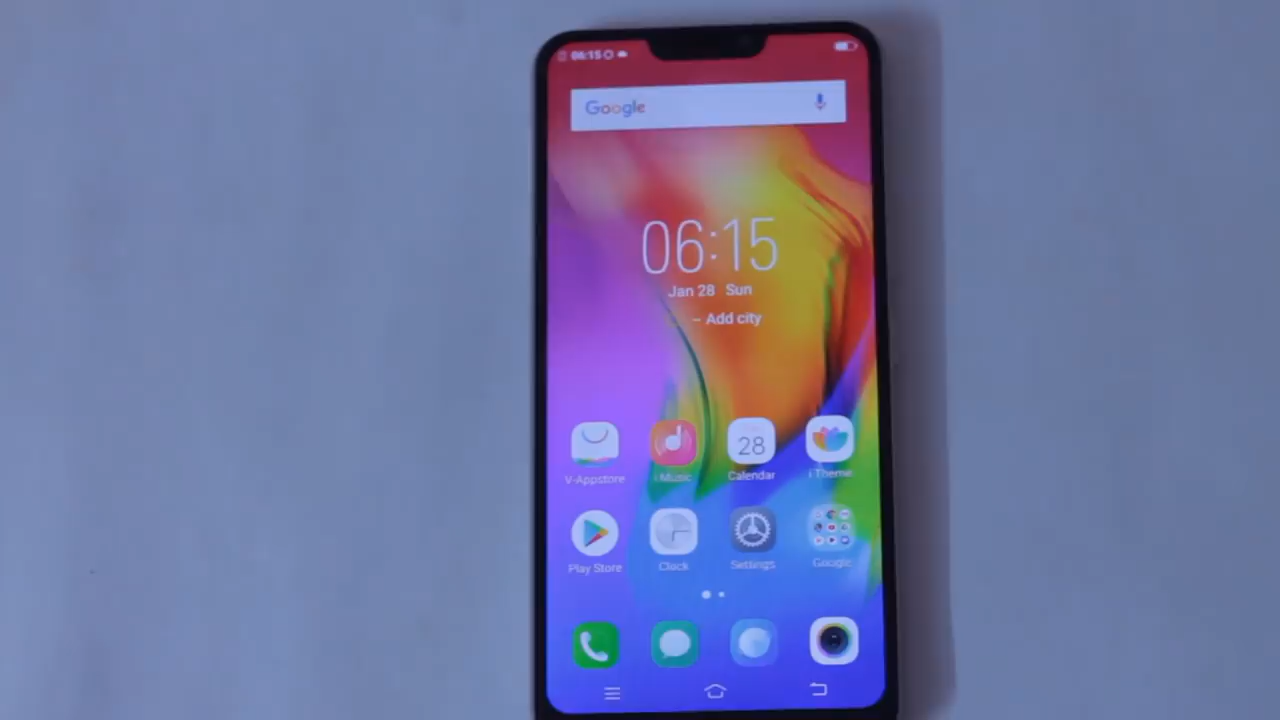 06:15
Google
06:15
Jan 28 Sun
– Add city
28
V-Appstore
i Music
Calendar
i Theme
Play Store
Clock
Settings
Google